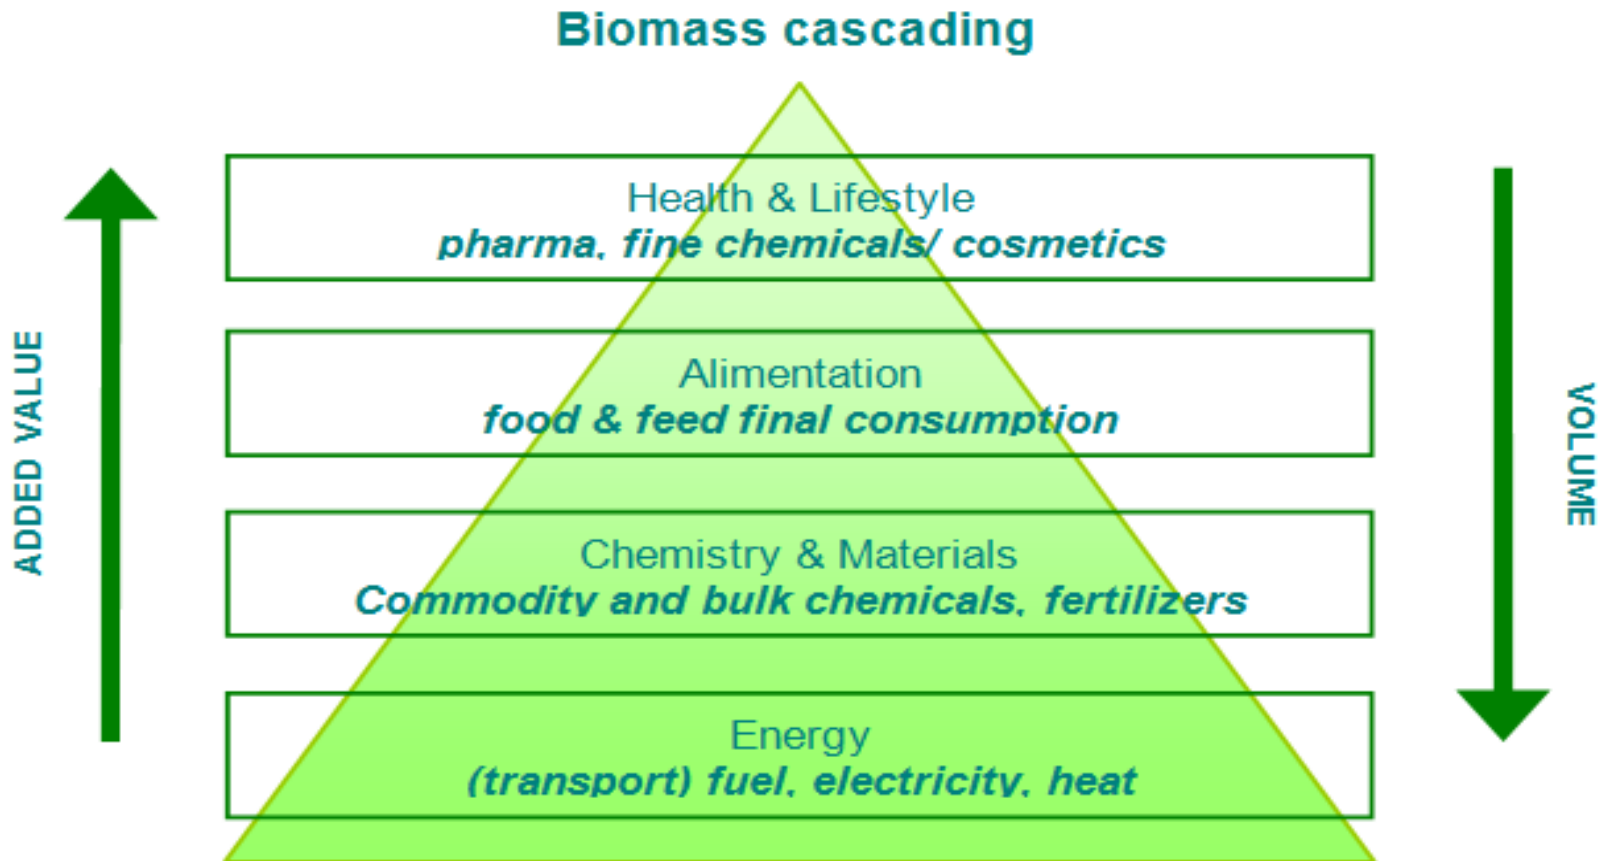 Biomass cascading
Health & Lifestyle
pharma, fine chemicals/ cosmetics
Alimentation
food & feed final consumption
Chemistry & Materials
Commodity and bulk chemicals, fertilizers
Energy
(transport) fuel, electricity, heat
ADDED VALUE
VOLUME